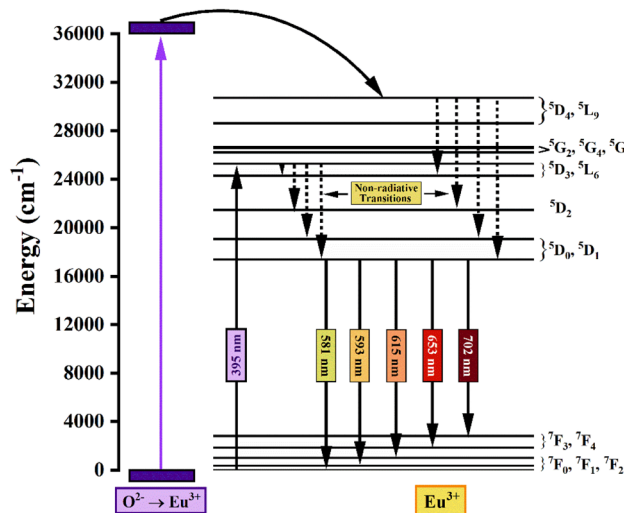 Energy (cm⁻¹)
36000
32000
28000
24000
20000
16000
12000
8000
4000
0
⁵D₄, ⁵L₉
⁵G₂, ⁵G₄, ⁵G
⁵D₃, ⁵L₆
Non-radiative
Transitions
⁵D₂
⁵D₀, ⁵D₁
395 nm
581 nm
593 nm
615 nm
653 nm
702 nm
⁷F₃, ⁷F₄
⁷F₀, ⁷F₁, ⁷F₂
O²⁻ → Eu³⁺
Eu³⁺